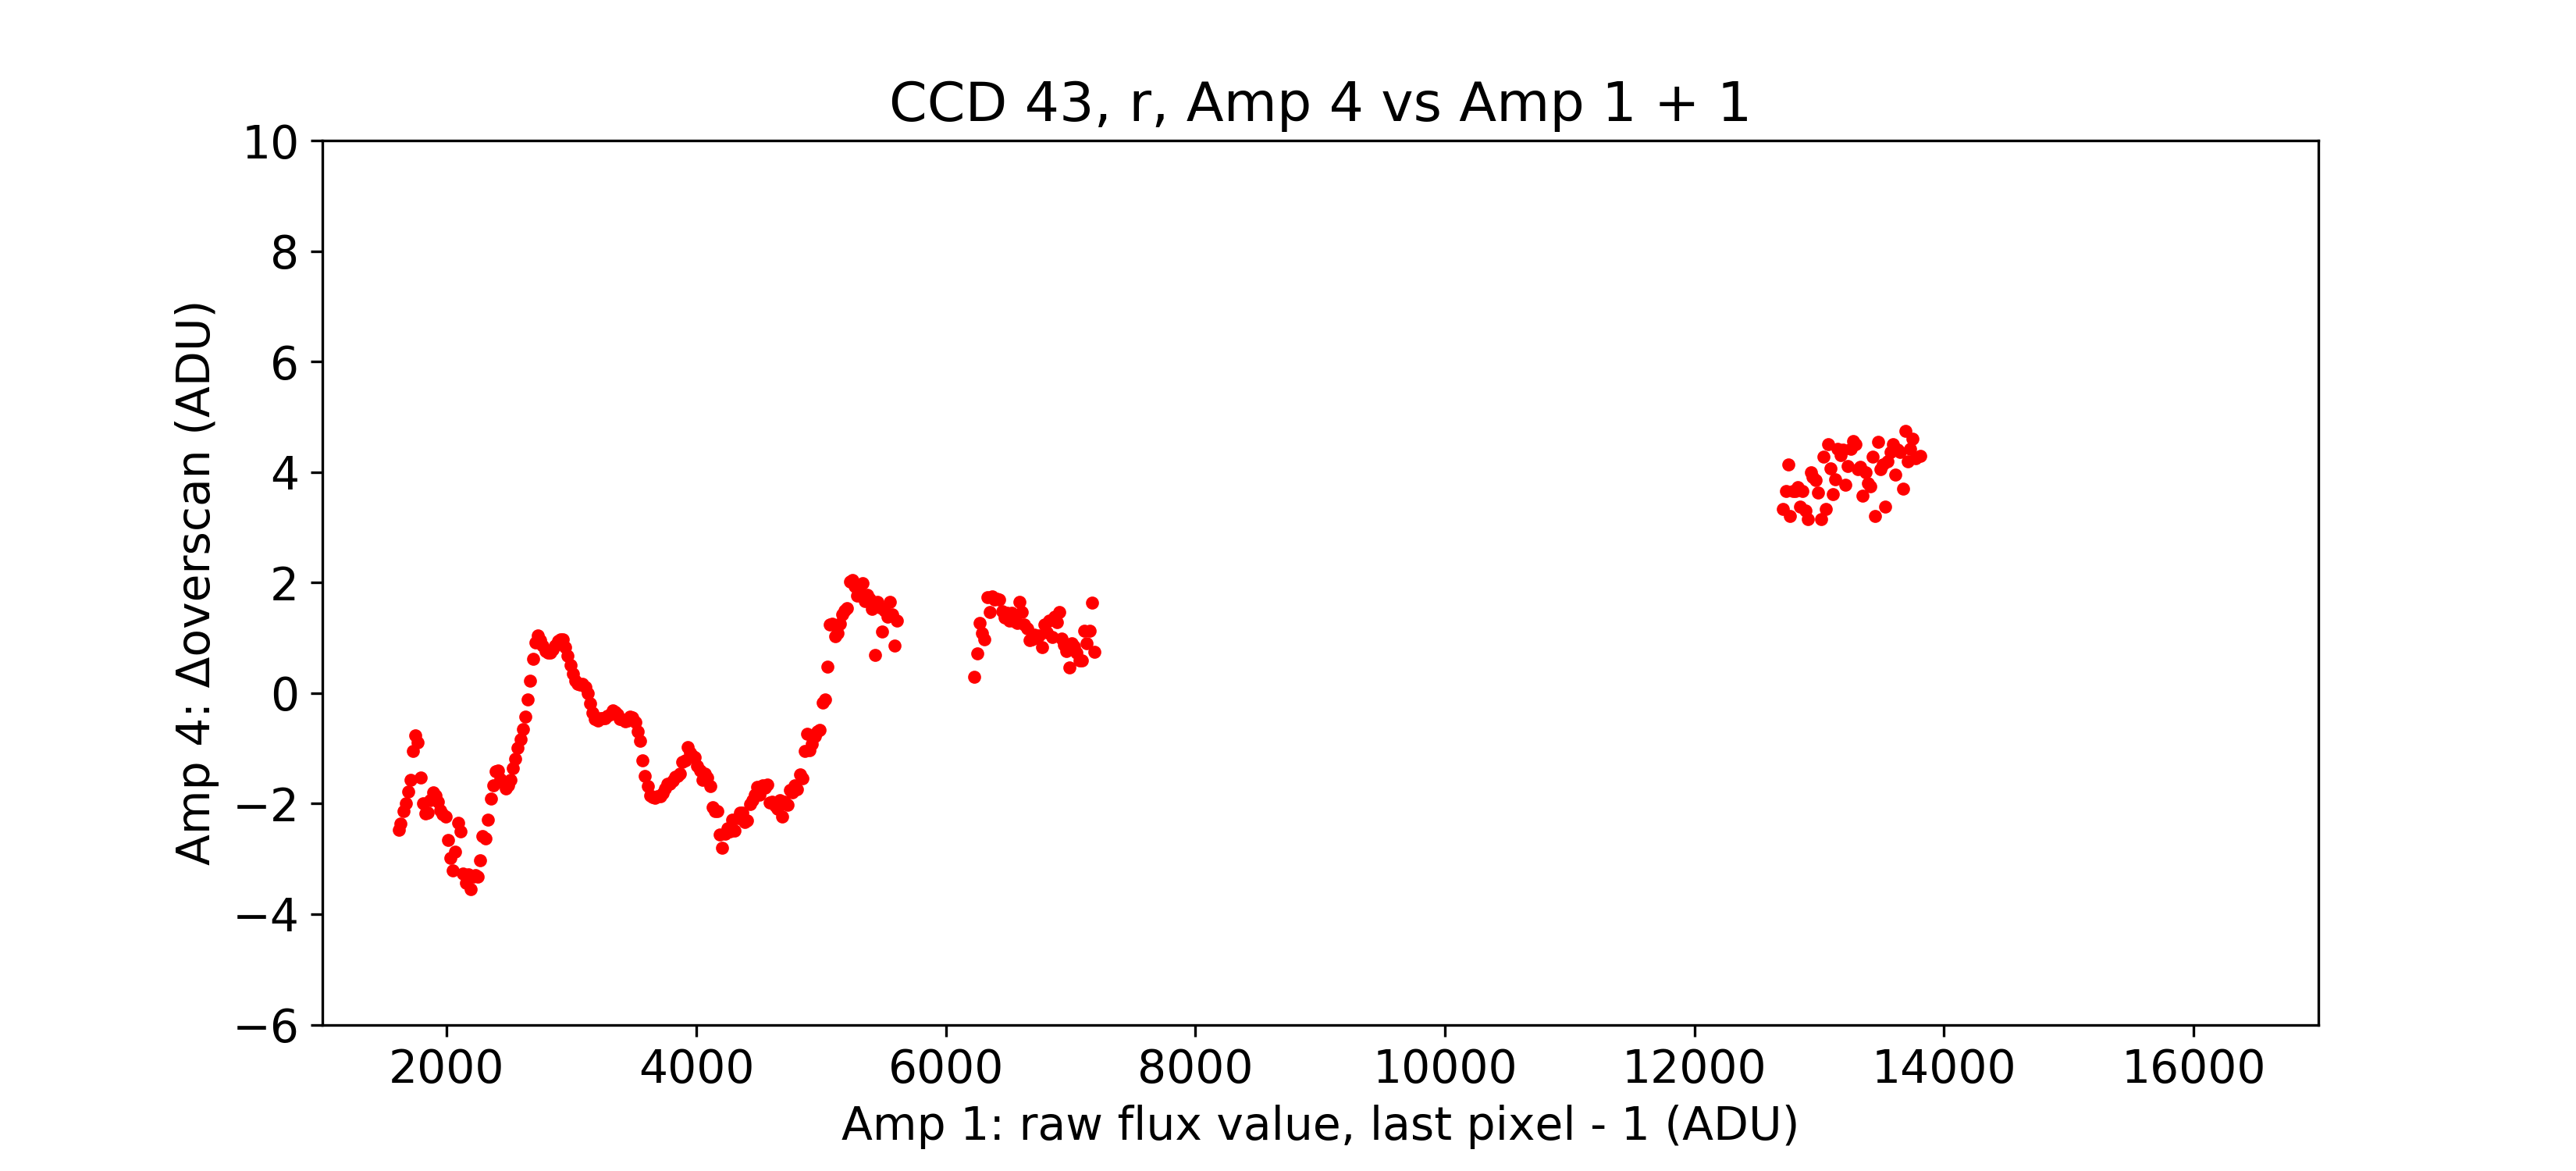 CCD 43, r, Amp 4 vs Amp 1 + 1
10
8
6
4
2
0
−2
−4
−6
Amp 4: Δoverscan (ADU)
2000 4000 6000 8000 10000 12000 14000 16000
Amp 1: raw flux value, last pixel - 1 (ADU)